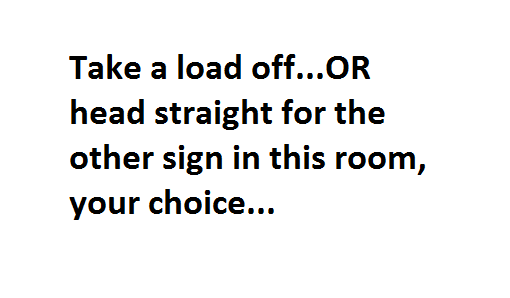 Take a load off...OR
head straight for the
other sign in this room,
your choice...